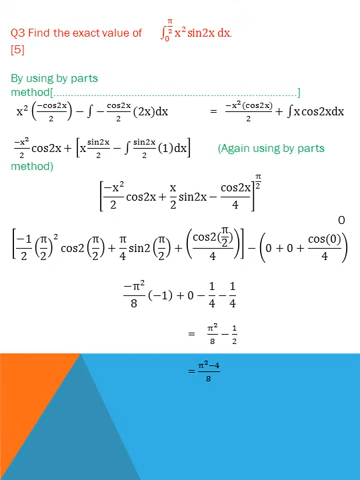 Q3 Find the exact value of ∫₀^(π/2) x² sin2x dx.
[5]
By using by parts
method[……………………………………………………………………]
x² (−cos2x/2) − ∫ − cos2x/2 (2x)dx = −x²(cos2x)/2 + ∫ x cos2xdx
−x²/2 cos2x + [x sin2x/2 − ∫ sin2x/2 (1)dx] (Again using by parts
method)
[−x²/2 cos2x + x/2 sin2x − cos2x/4]^(π/2)
0
[−1/2 (π/2)² cos2(π/2) + π/4 sin2(π/2) + (cos2(π/2)/4)] − (0 + 0 + cos(0)/4)
−π²/8 (−1) + 0 − 1/4 − 1/4
= π²/8 − 1/2
= π²−4/8